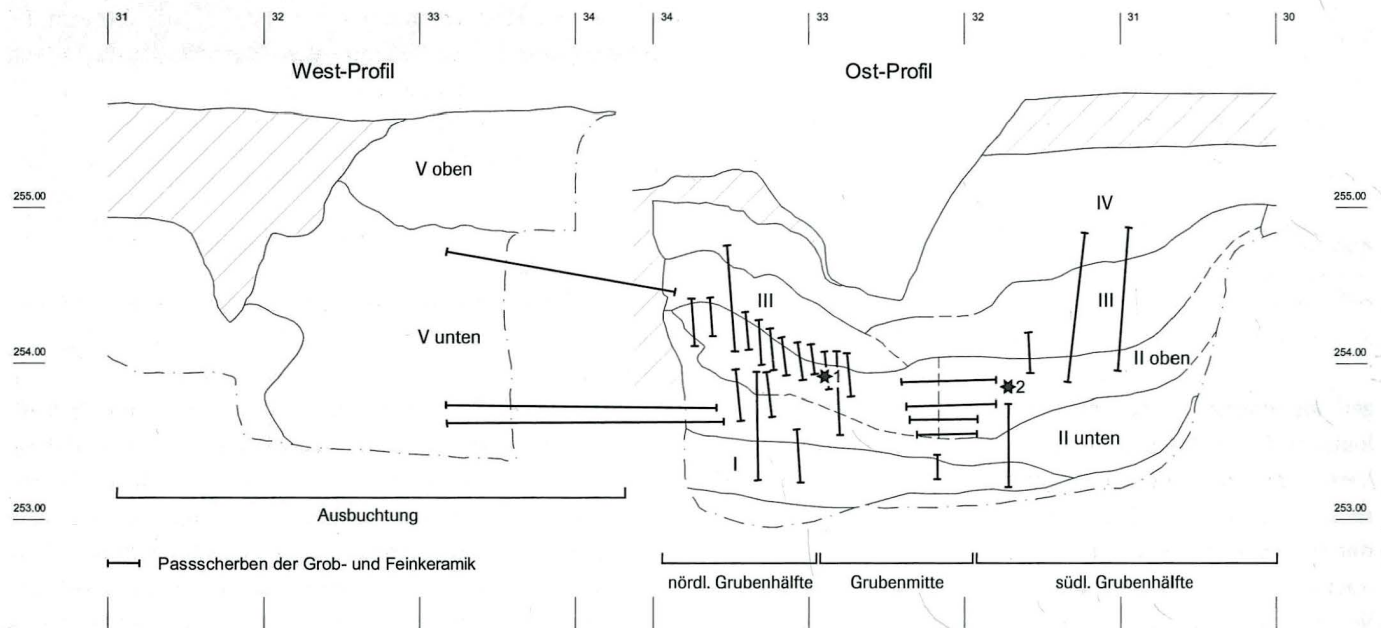 31 32 33 34 34 33 32 31 30
West-Profil Ost-Profil
V oben
255.00 255.00
IV
III III
V unten
254.00 254.00
II oben
1 2
II unten
I
253.00 253.00
Ausbuchtung
Passscherben der Grob- und Feinkeramik
nördl. Grubenhälfte Grubenmitte südl. Grubenhälfte